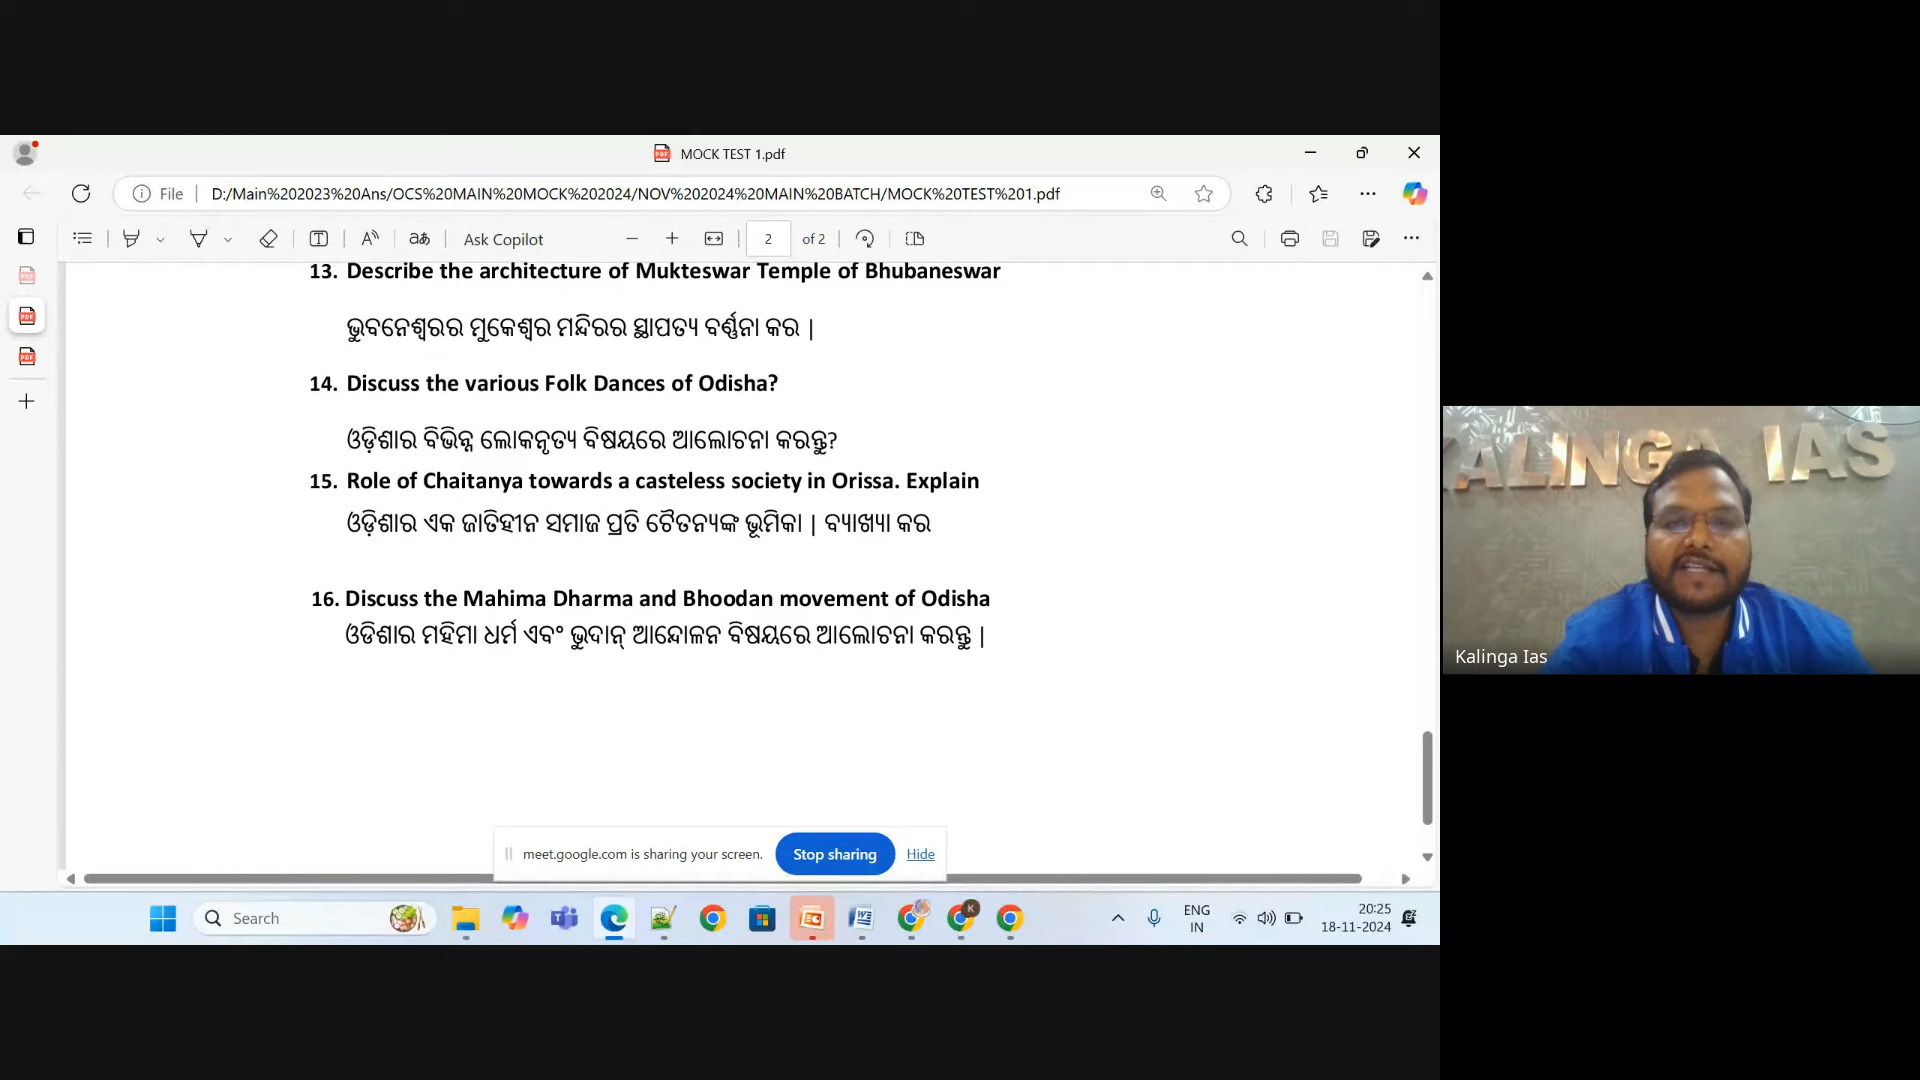 MOCK TEST 1.pdf
File
D:/Main%202023%20Ans/OCS%20MAIN%20MOCK%202024/NOV%202024%20MAIN%20BATCH/MOCK%20TEST%201.pdf
Ask Copilot
2
of 2
13. Describe the architecture of Mukteswar Temple of Bhubaneswar
ଭୁବନେଶ୍ୱରର ମୁକେଶ୍ୱର ମନ୍ଦିରର ସ୍ଥାପତ୍ୟ ବର୍ଣ୍ଣନା କର |
14. Discuss the various Folk Dances of Odisha?
ଓଡ଼ିଶାର ବିଭିନ୍ନ ଲୋକନୃତ୍ୟ ବିଷୟରେ ଆଲୋଚନା କରନ୍ତୁ?
15. Role of Chaitanya towards a casteless society in Orissa. Explain
ଓଡ଼ିଶାର ଏକ ଜାତିହୀନ ସମାଜ ପ୍ରତି ଚୈତନ୍ୟଙ୍କ ଭୂମିକା | ବ୍ୟାଖ୍ୟା କର
16. Discuss the Mahima Dharma and Bhoodan movement of Odisha
ଓଡିଶାର ମହିମା ଧର୍ମ ଏବଂ ଭୁଦାନ୍ ଆନ୍ଦୋଳନ ବିଷୟରେ ଆଲୋଚନା କରନ୍ତୁ |
meet.google.com is sharing your screen.
Stop sharing
Hide
Search
ENG
IN
20:25
18-11-2024
KALINGA IAS
Kalinga Ias